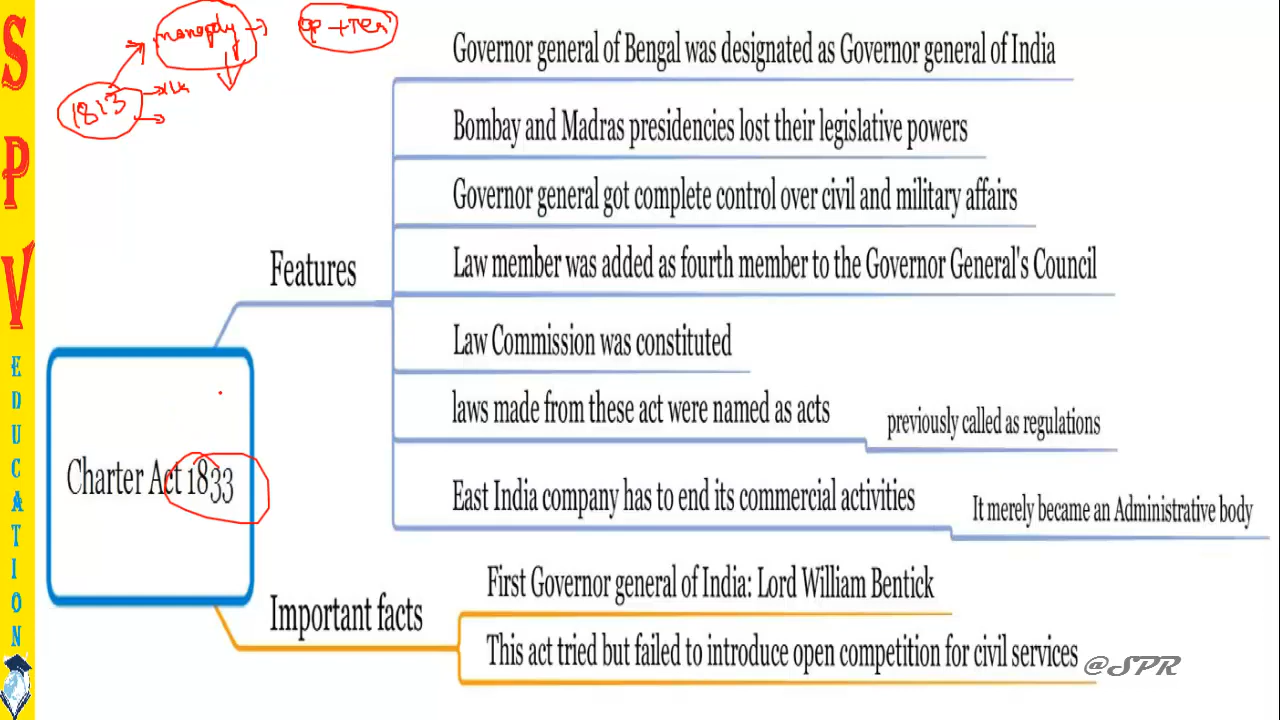 SPV EDUCATION
1813
monopoly
Governor general of Bengal was designated as Governor general of India
Bombay and Madras presidencies lost their legislative powers
Governor general got complete control over civil and military affairs
Features
Law member was added as fourth member to the Governor General's Council
Law Commission was constituted
laws made from these act were named as acts
previously called as regulations
Charter Act 1833
East India company has to end its commercial activities
It merely became an Administrative body
First Governor general of India: Lord William Bentick
Important facts
This act tried but failed to introduce open competition for civil services
@SPR